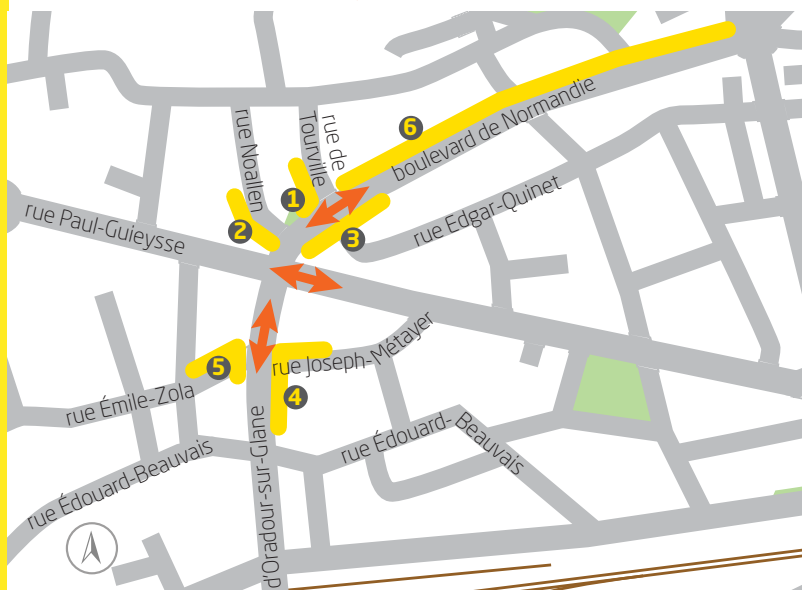 6
boulevard de Normandie
rue de
Tourville
rue Noallen
1
2
3
rue Edgar-Quinet
rue Paul-Guieysse
5
rue Joseph-Métayer
4
rue Émile-Zola
rue Édouard-Beauvais
rue Édouard- Beauvais
d'Oradour-sur-Glane